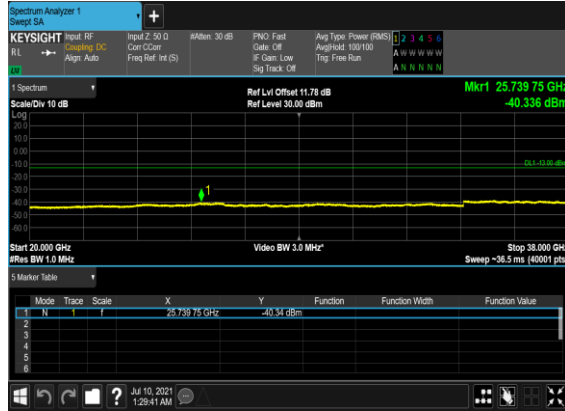 Spectrum Analyzer 1
Swept SA
+
KEYSIGHT Input: RF Input Z: 50 Ω #Atten: 30 dB PNO: Fast Avg Type: Power (RMS) 1 2 3 4 5 6
RL Coupling: DC Corr CCorr Gate: Off Avg|Hold: 100/100 A W W W W W
Align: Auto Freq Ref: Int (S) IF Gain: Low Trig: Free Run
LV Sig Track: Off A N N N N N
1 Spectrum Ref Lvl Offset 11.78 dB Mkr1 25.739 75 GHz
Scale/Div 10 dB Ref Level 30.00 dBm -40.336 dBm
Log
20.0
10.0
0.00
-10.0 DL1 -13.00 dBm
-20.0
-30.0 1
-40.0
-50.0
-60.0
Start 20.000 GHz Video BW 3.0 MHz* Stop 38.000 GHz
#Res BW 1.0 MHz Sweep ~36.5 ms (40001 pts
5 Marker Table
Mode Trace Scale X Y Function Function Width Function Value
1 N 1 f 25.739 75 GHz -40.34 dBm
2
3
4
5
6
? Jul 10, 2021
1:29:41 AM